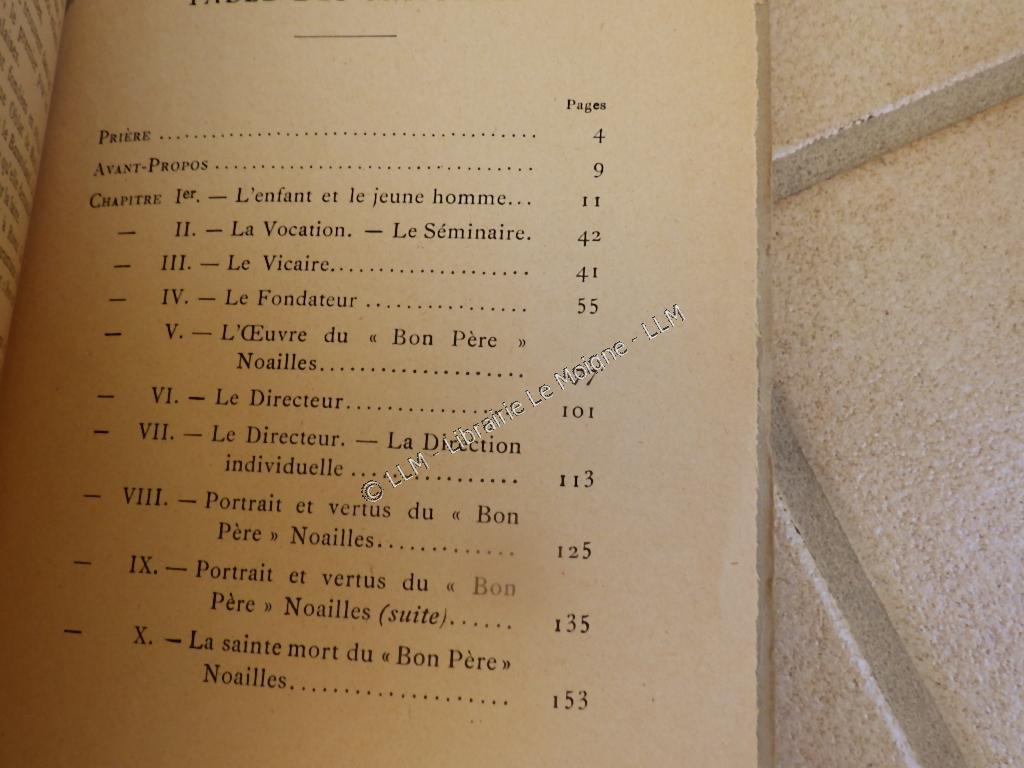 Pages
PRIÈRE ........................................ 4
AVANT-PROPOS .................................. 9
CHAPITRE Ier. — L'enfant et le jeune homme... 11
— II. — La Vocation. — Le Séminaire. 42
— III. — Le Vicaire.................... 41
— IV. — Le Fondateur ................. 55
— V. — L'Œuvre du « Bon Père »
Noailles....................
— VI. — Le Directeur.................. 101
— VII. — Le Directeur. — La Direction
individuelle .................. 113
— VIII. — Portrait et vertus du « Bon
Père » Noailles.............. 125
— IX. — Portrait et vertus du « Bon
Père » Noailles (suite)...... 135
— X. — La sainte mort du « Bon Père »
Noailles...................... 153
© LLM - Librairie Le Moigne - LLM